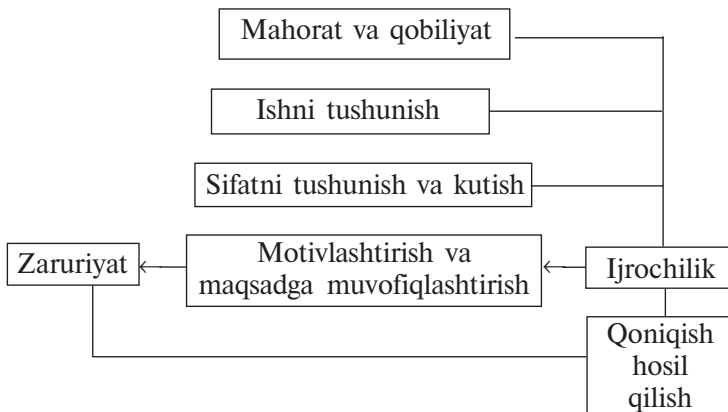 Mahorat va qobiliyat
Ishni tushunish
Sifatni tushunish va kutish
Zaruriyat
Motivlashtirish va
maqsadga muvofiqlashtirish
Ijrochilik
Qoniqish
hosil
qilish